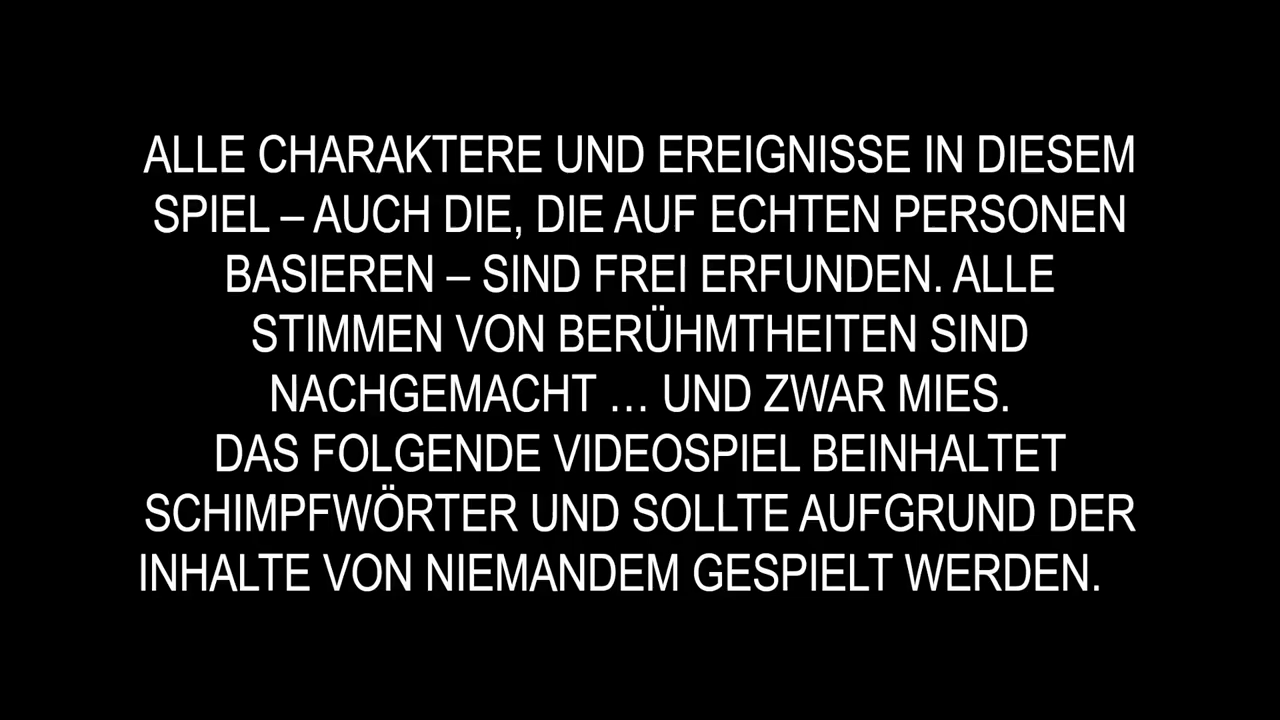 ALLE CHARAKTERE UND EREIGNISSE IN DIESEM
SPIEL – AUCH DIE, DIE AUF ECHTEN PERSONEN
BASIEREN – SIND FREI ERFUNDEN. ALLE
STIMMEN VON BERÜHMTHEITEN SIND
NACHGEMACHT … UND ZWAR MIES.
DAS FOLGENDE VIDEOSPIEL BEINHALTET
SCHIMPFWÖRTER UND SOLLTE AUFGRUND DER
INHALTE VON NIEMANDEM GESPIELT WERDEN.